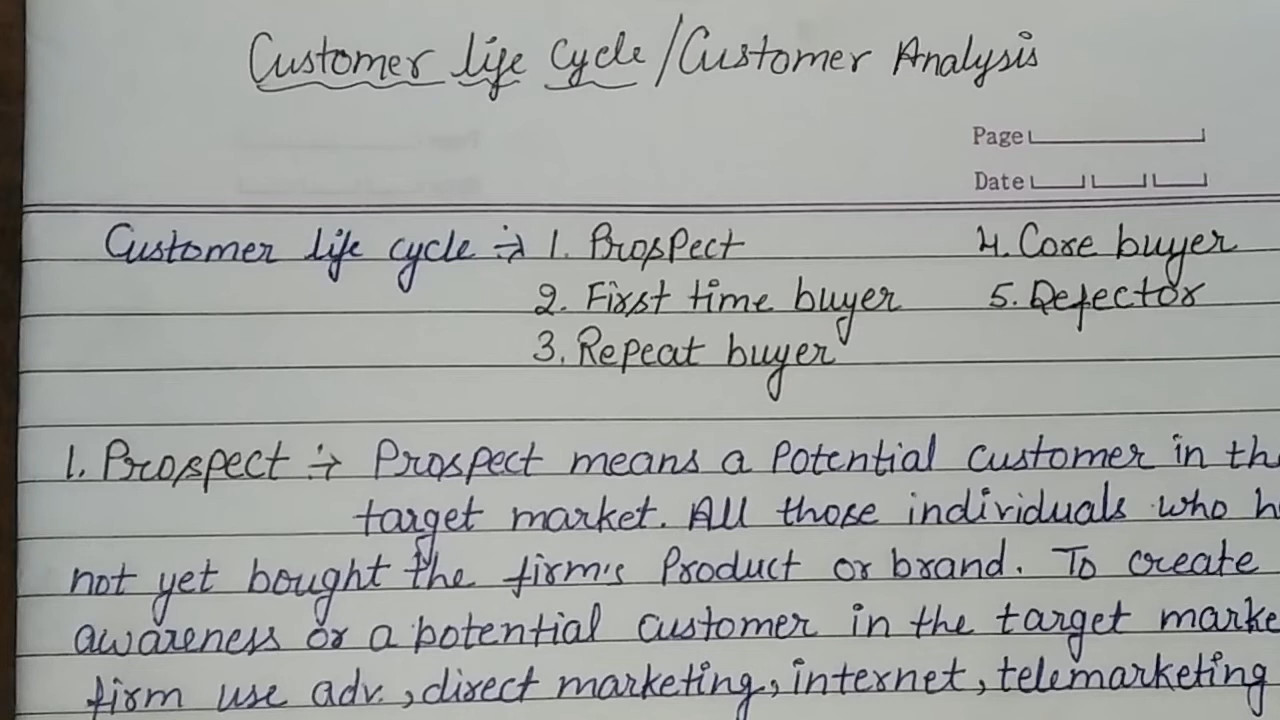 Customer life cycle / Customer Analysis
Page
Date
Customer life cycle :→ 1. Prospect 4. Core buyer
2. First time buyer 5. Defector
3. Repeat buyer
1. Prospect :→ Prospect means a Potential customer in th
target market. All those individuals who h
not yet bought the firm's Product or brand. To create
awareness or a potential customer in the target marke
firm use adv., direct marketing, internet, telemarketing